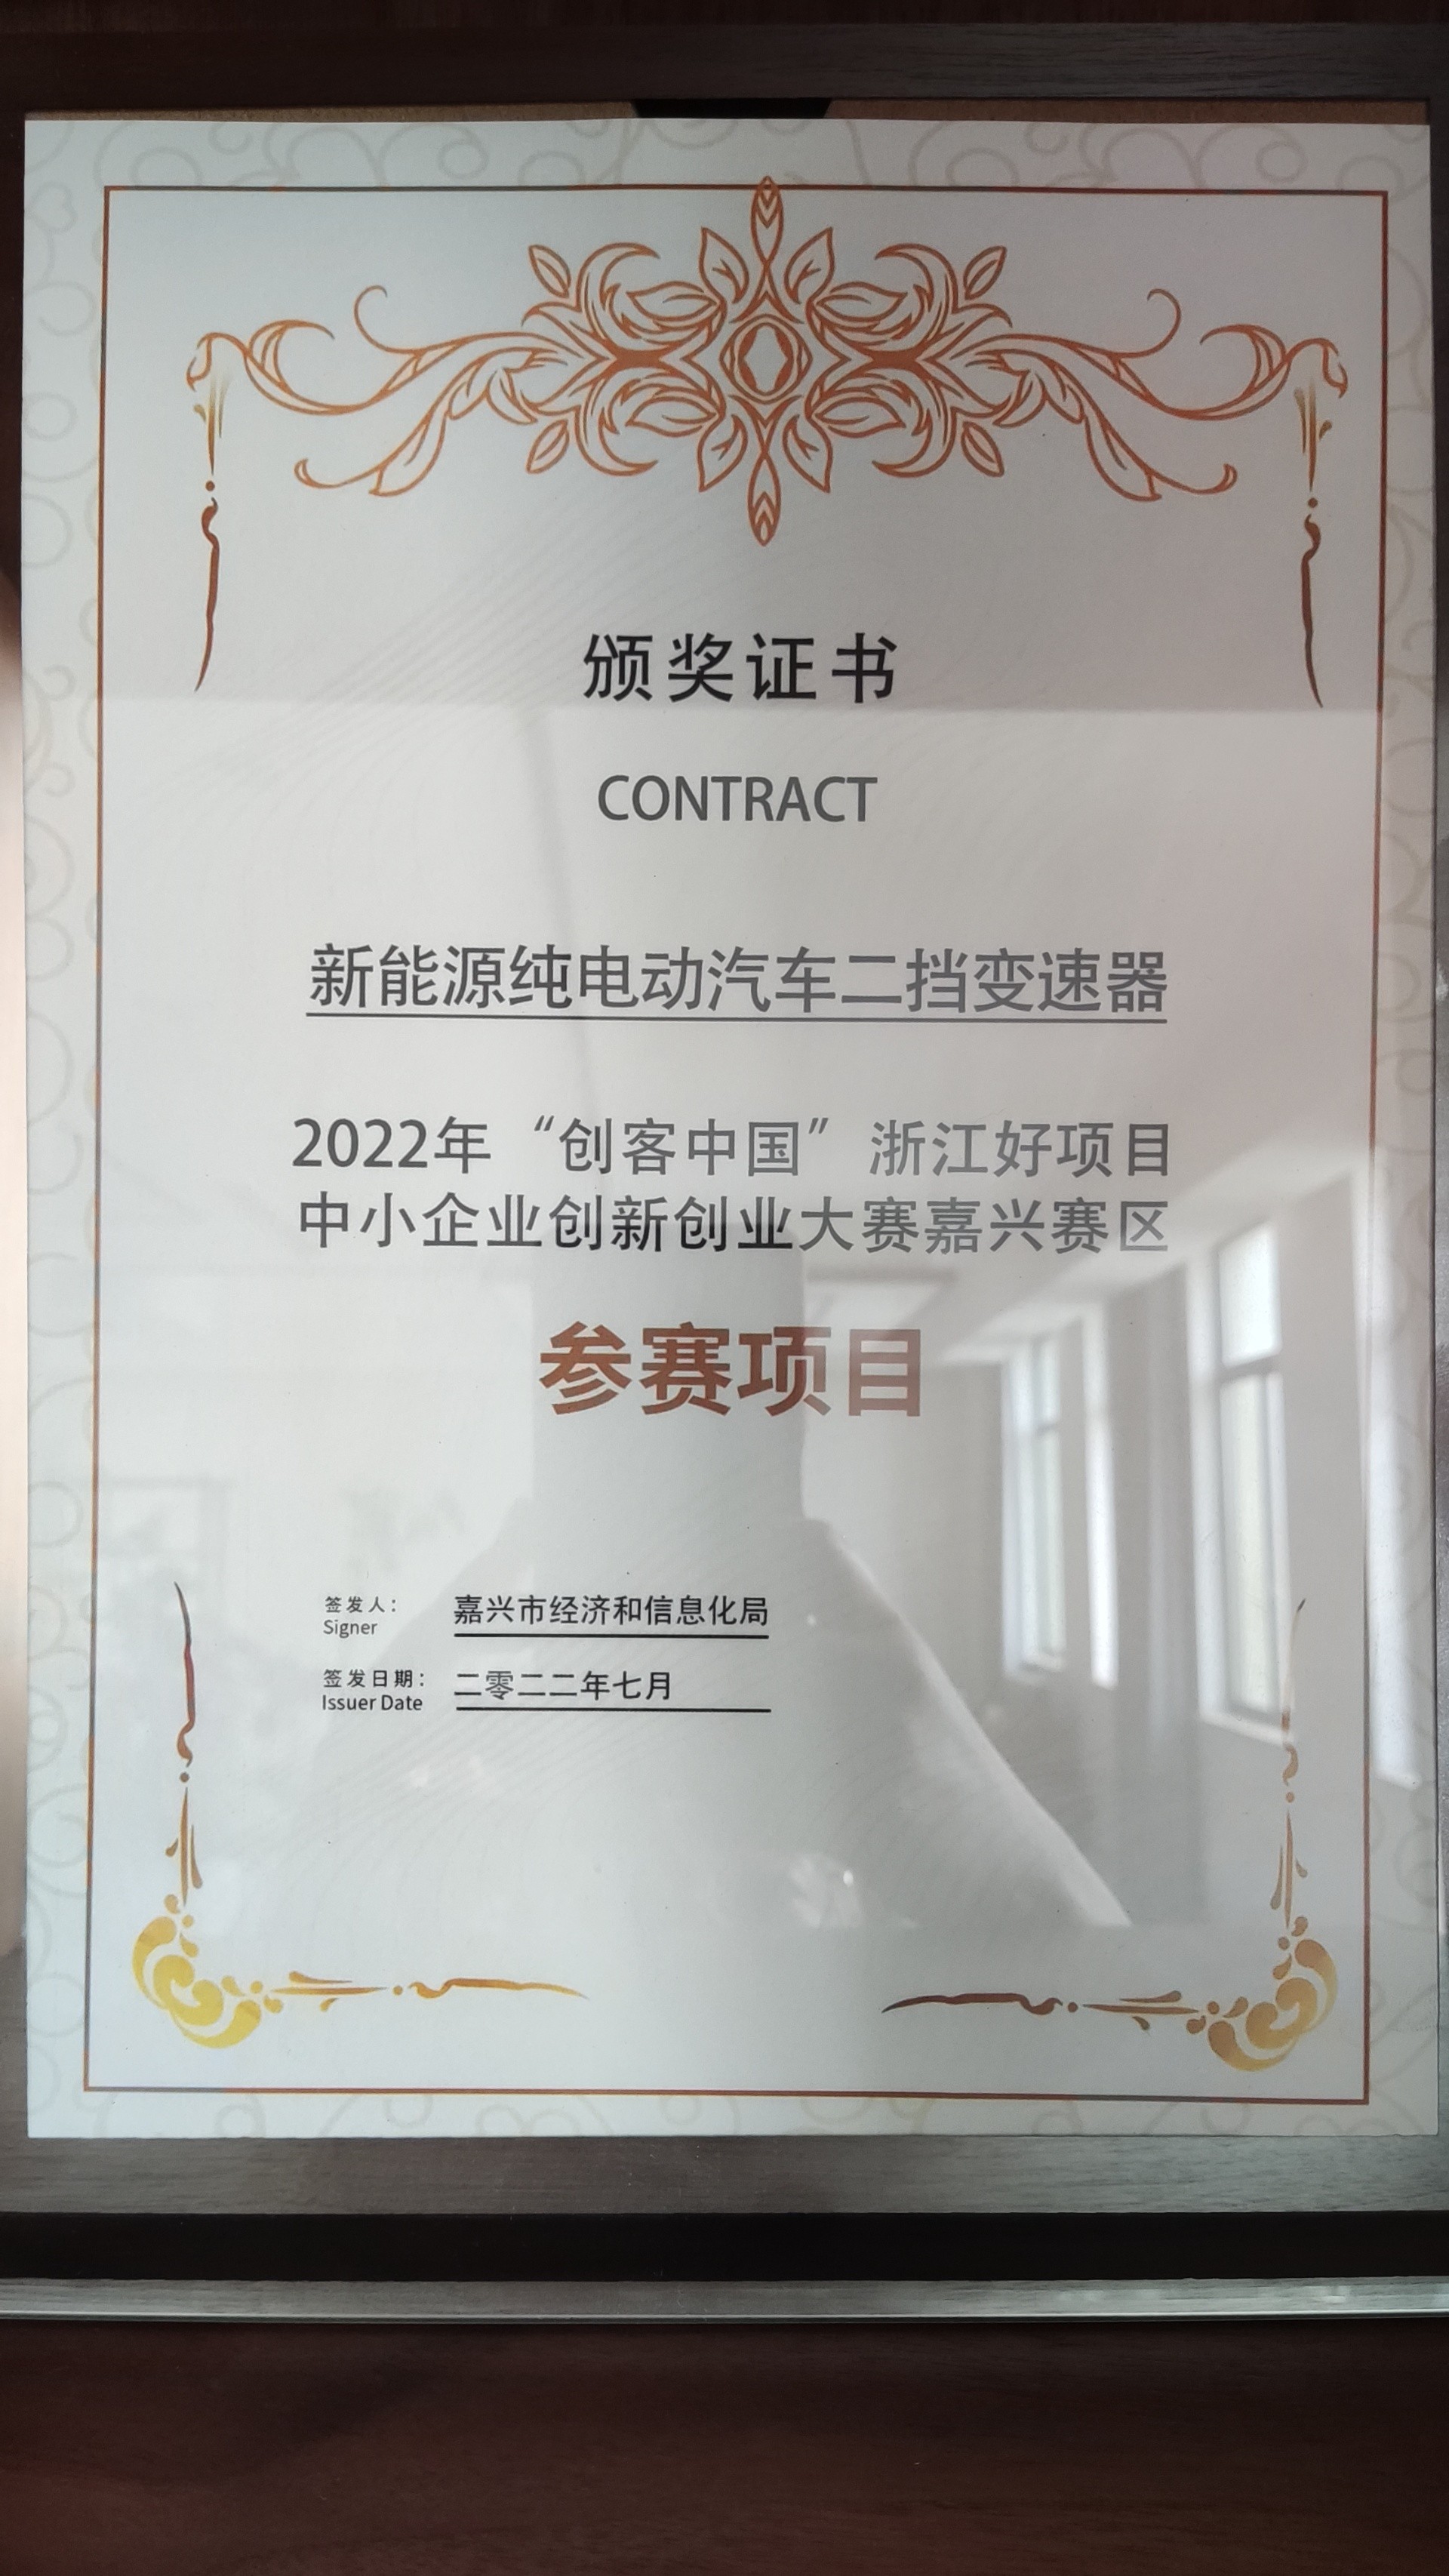 颁奖证书
CONTRACT
新能源纯电动汽车二挡变速器
2022年“创客中国”浙江好项目
中小企业创新创业大赛嘉兴赛区
参赛项目
签发人： 嘉兴市经济和信息化局
Signer
签发日期： 二零二二年七月
Issuer Date